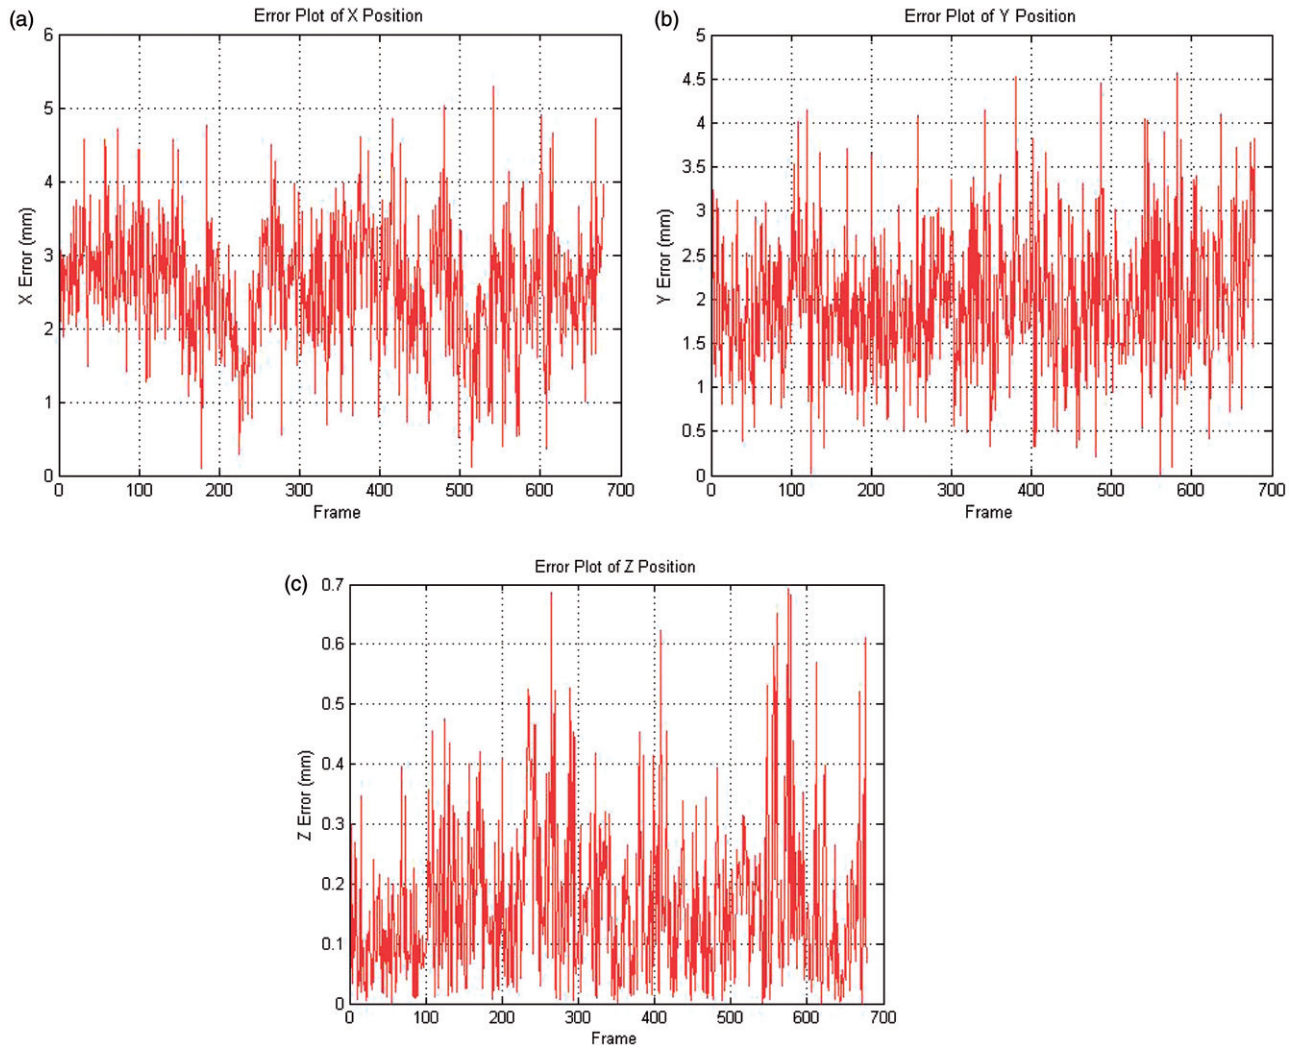 (a)
Error Plot of X Position
6
5
4
3
2
1
0
X Error (mm)
0 100 200 300 400 500 600 700
Frame
(b)
Error Plot of Y Position
5
4.5
4
3.5
3
2.5
2
1.5
1
0.5
0
Y Error (mm)
0 100 200 300 400 500 600 700
Frame
(c)
Error Plot of Z Position
0.7
0.6
0.5
0.4
0.3
0.2
0.1
0
Z Error (mm)
0 100 200 300 400 500 600 700
Frame